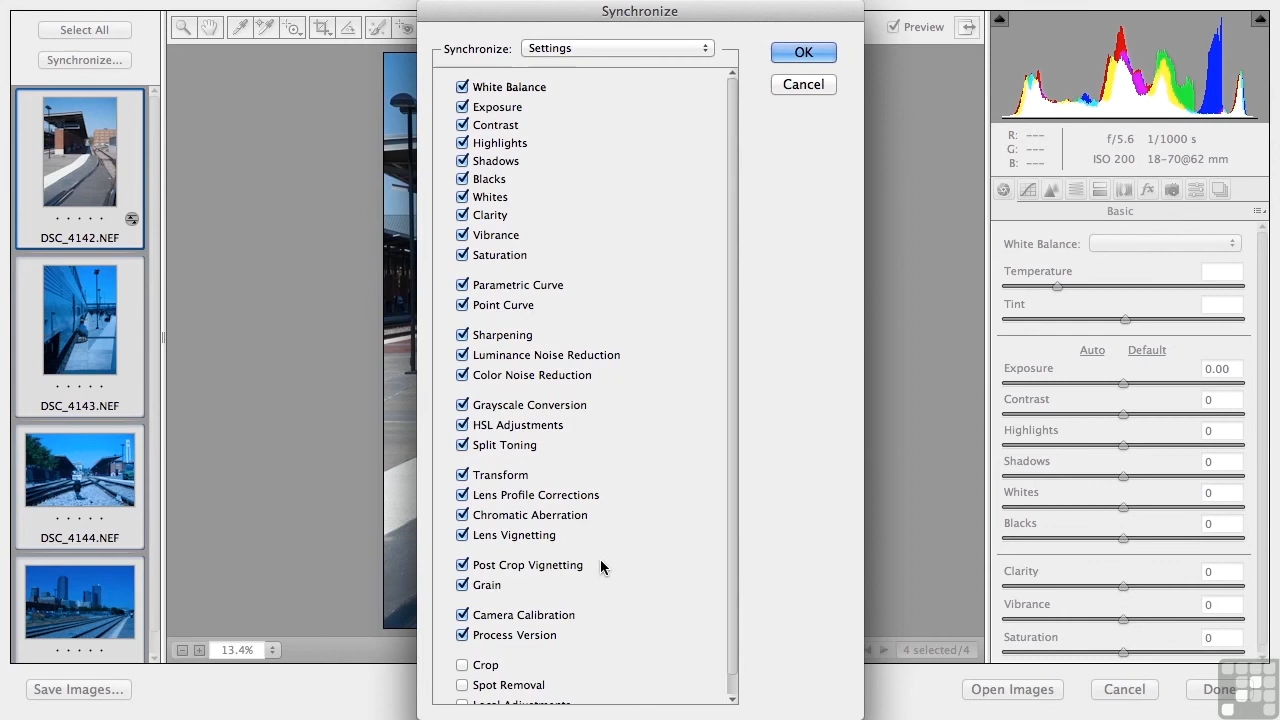 Synchronize
Select All
Synchronize...
DSC_4142.NEF
DSC_4143.NEF
DSC_4144.NEF
Save Images...
Synchronize: Settings
White Balance
Exposure
Contrast
Highlights
Shadows
Blacks
Whites
Clarity
Vibrance
Saturation
Parametric Curve
Point Curve
Sharpening
Luminance Noise Reduction
Color Noise Reduction
Grayscale Conversion
HSL Adjustments
Split Toning
Transform
Lens Profile Corrections
Chromatic Aberration
Lens Vignetting
Post Crop Vignetting
Grain
Camera Calibration
Process Version
Crop
Spot Removal
Local Adjustments
OK
Cancel
13.4%
4 selected/4
Preview
R: ---
G: ---
B: ---
f/5.6 1/1000 s
ISO 200 18-70@62 mm
Basic
White Balance:
Temperature
Tint
Auto Default
Exposure 0.00
Contrast 0
Highlights 0
Shadows 0
Whites 0
Blacks 0
Clarity 0
Vibrance 0
Saturation 0
Open Images
Cancel
Done